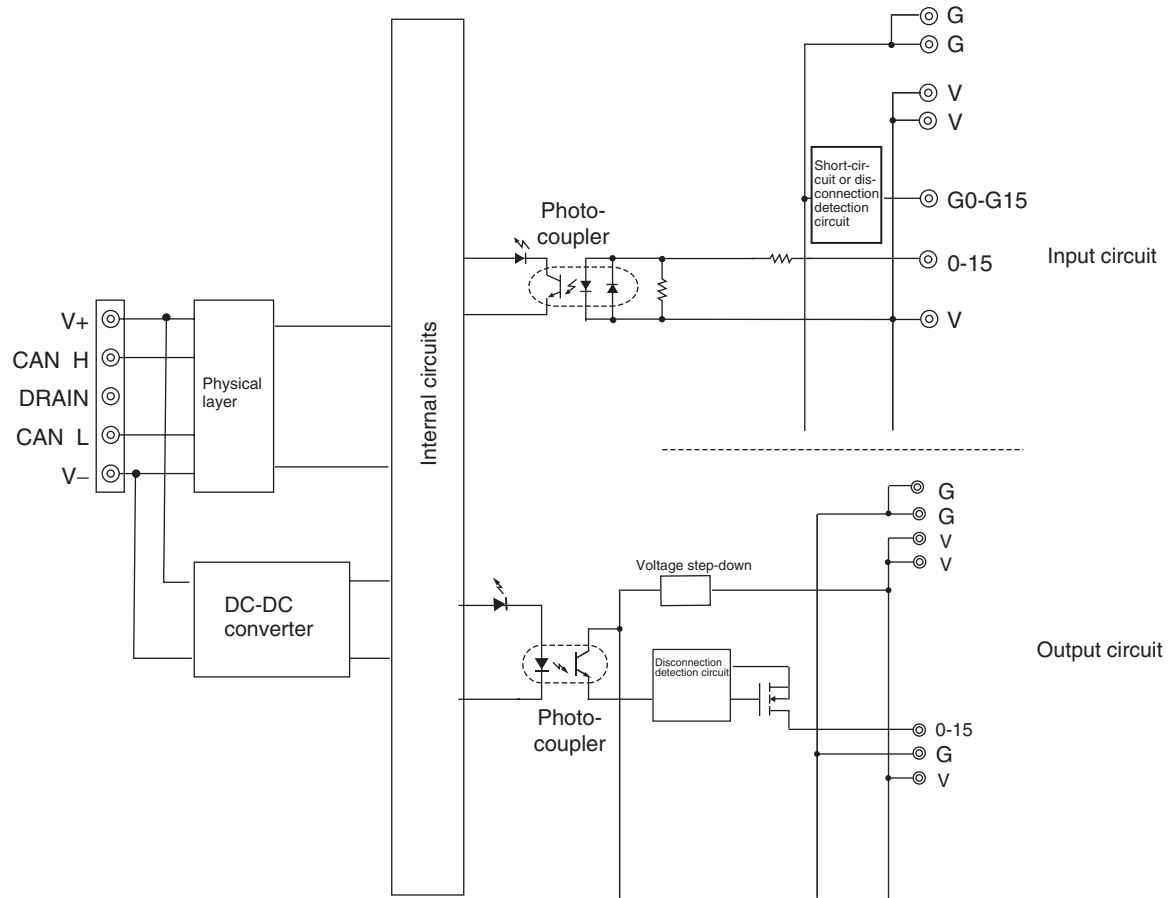 G
G
V
V
Short-cir-
cuit or dis-
connection
detection
circuit
G0-G15
Photo-
coupler
0-15
Input circuit
V
V+
CAN H
DRAIN
CAN L
V–
Physical
layer
Internal circuits
G
G
V
V
Voltage step-down
DC-DC
converter
Disconnection
detection circuit
Output circuit
Photo-
coupler
0-15
G
V